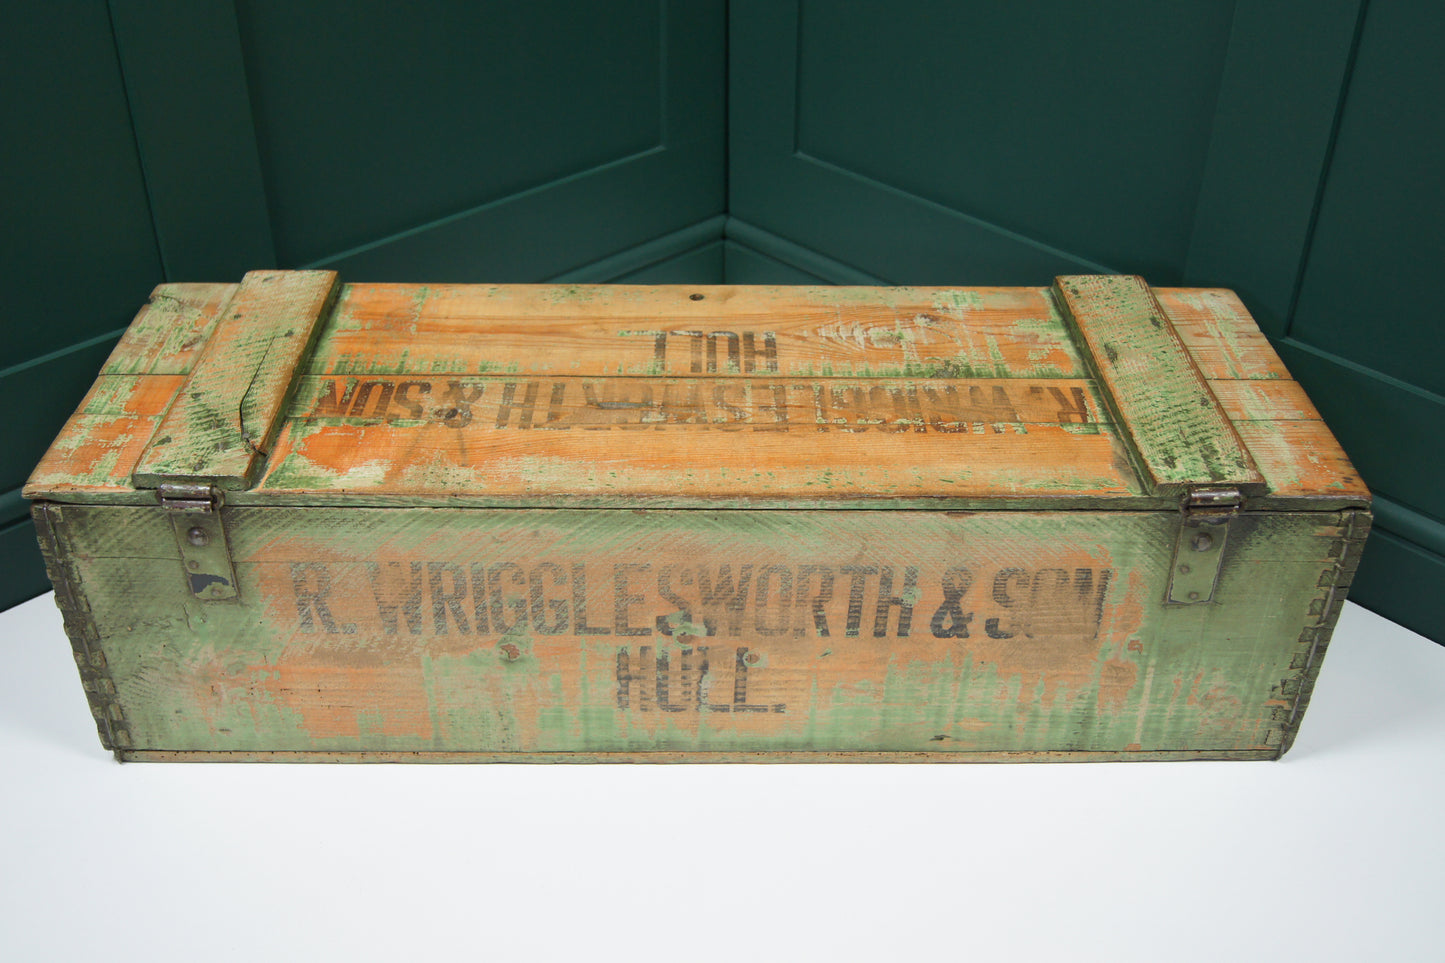 HULL
R. WRIGGLESWORTH & SON
R. WRIGGLESWORTH & SON
HULL.